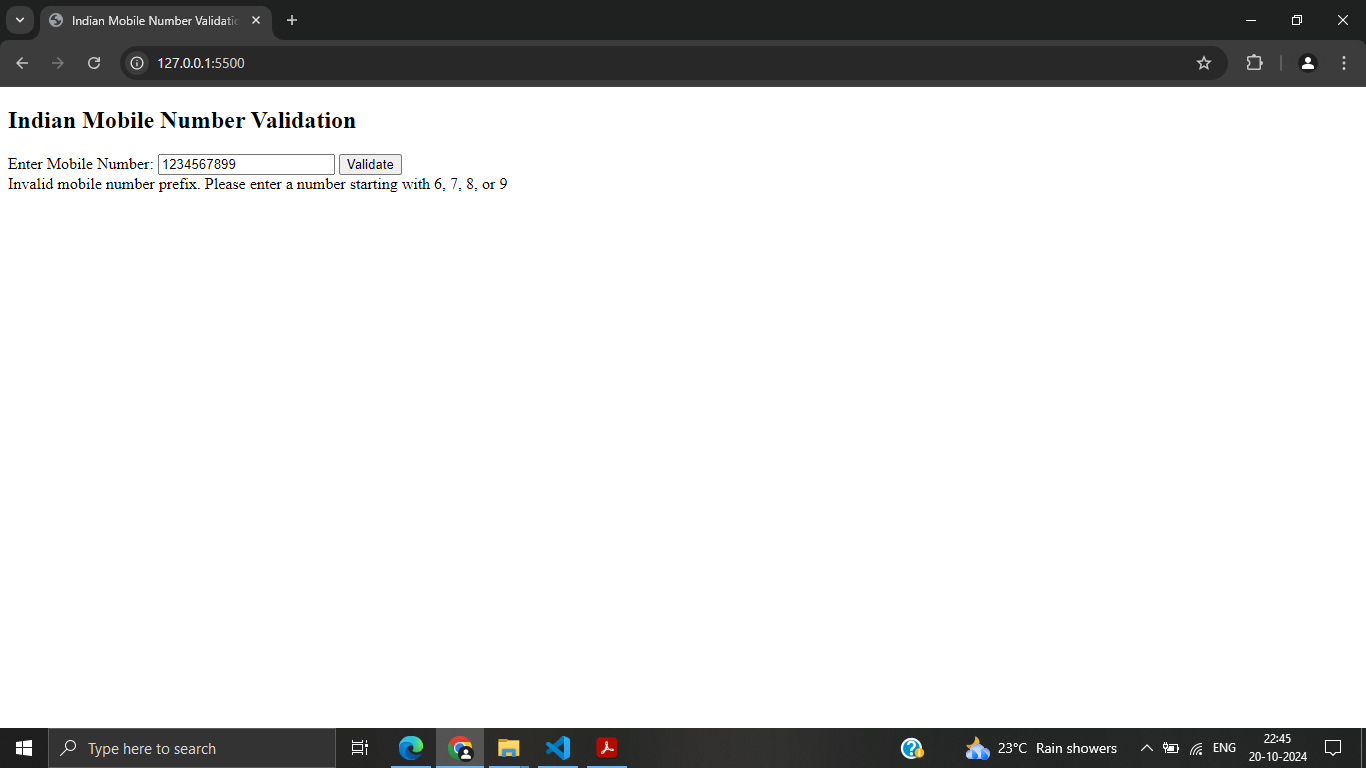 Indian Mobile Number Validatio
127.0.0.1:5500
Indian Mobile Number Validation
Enter Mobile Number: 1234567899 Validate
Invalid mobile number prefix. Please enter a number starting with 6, 7, 8, or 9
Type here to search
23°C Rain showers
ENG
22:45
20-10-2024